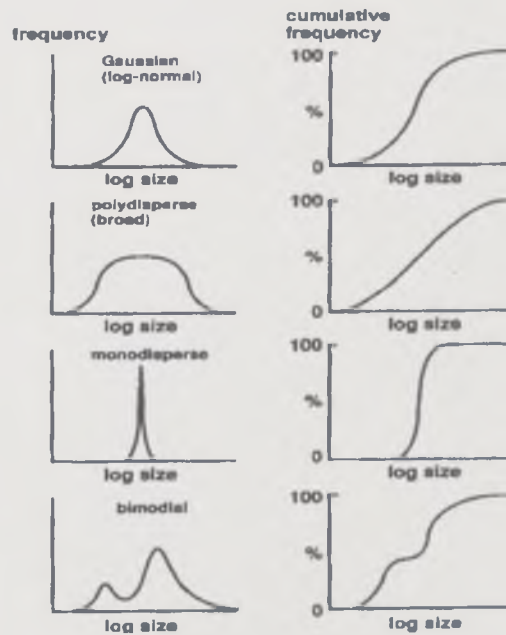 frequency
cumulative
frequency
Gaussian
(log-normal)
100
%
0
log size
log size
polydisperse
(broad)
100
%
0
log size
log size
monodisperse
100
%
0
log size
log size
bimodial
100
%
0
log size
log size